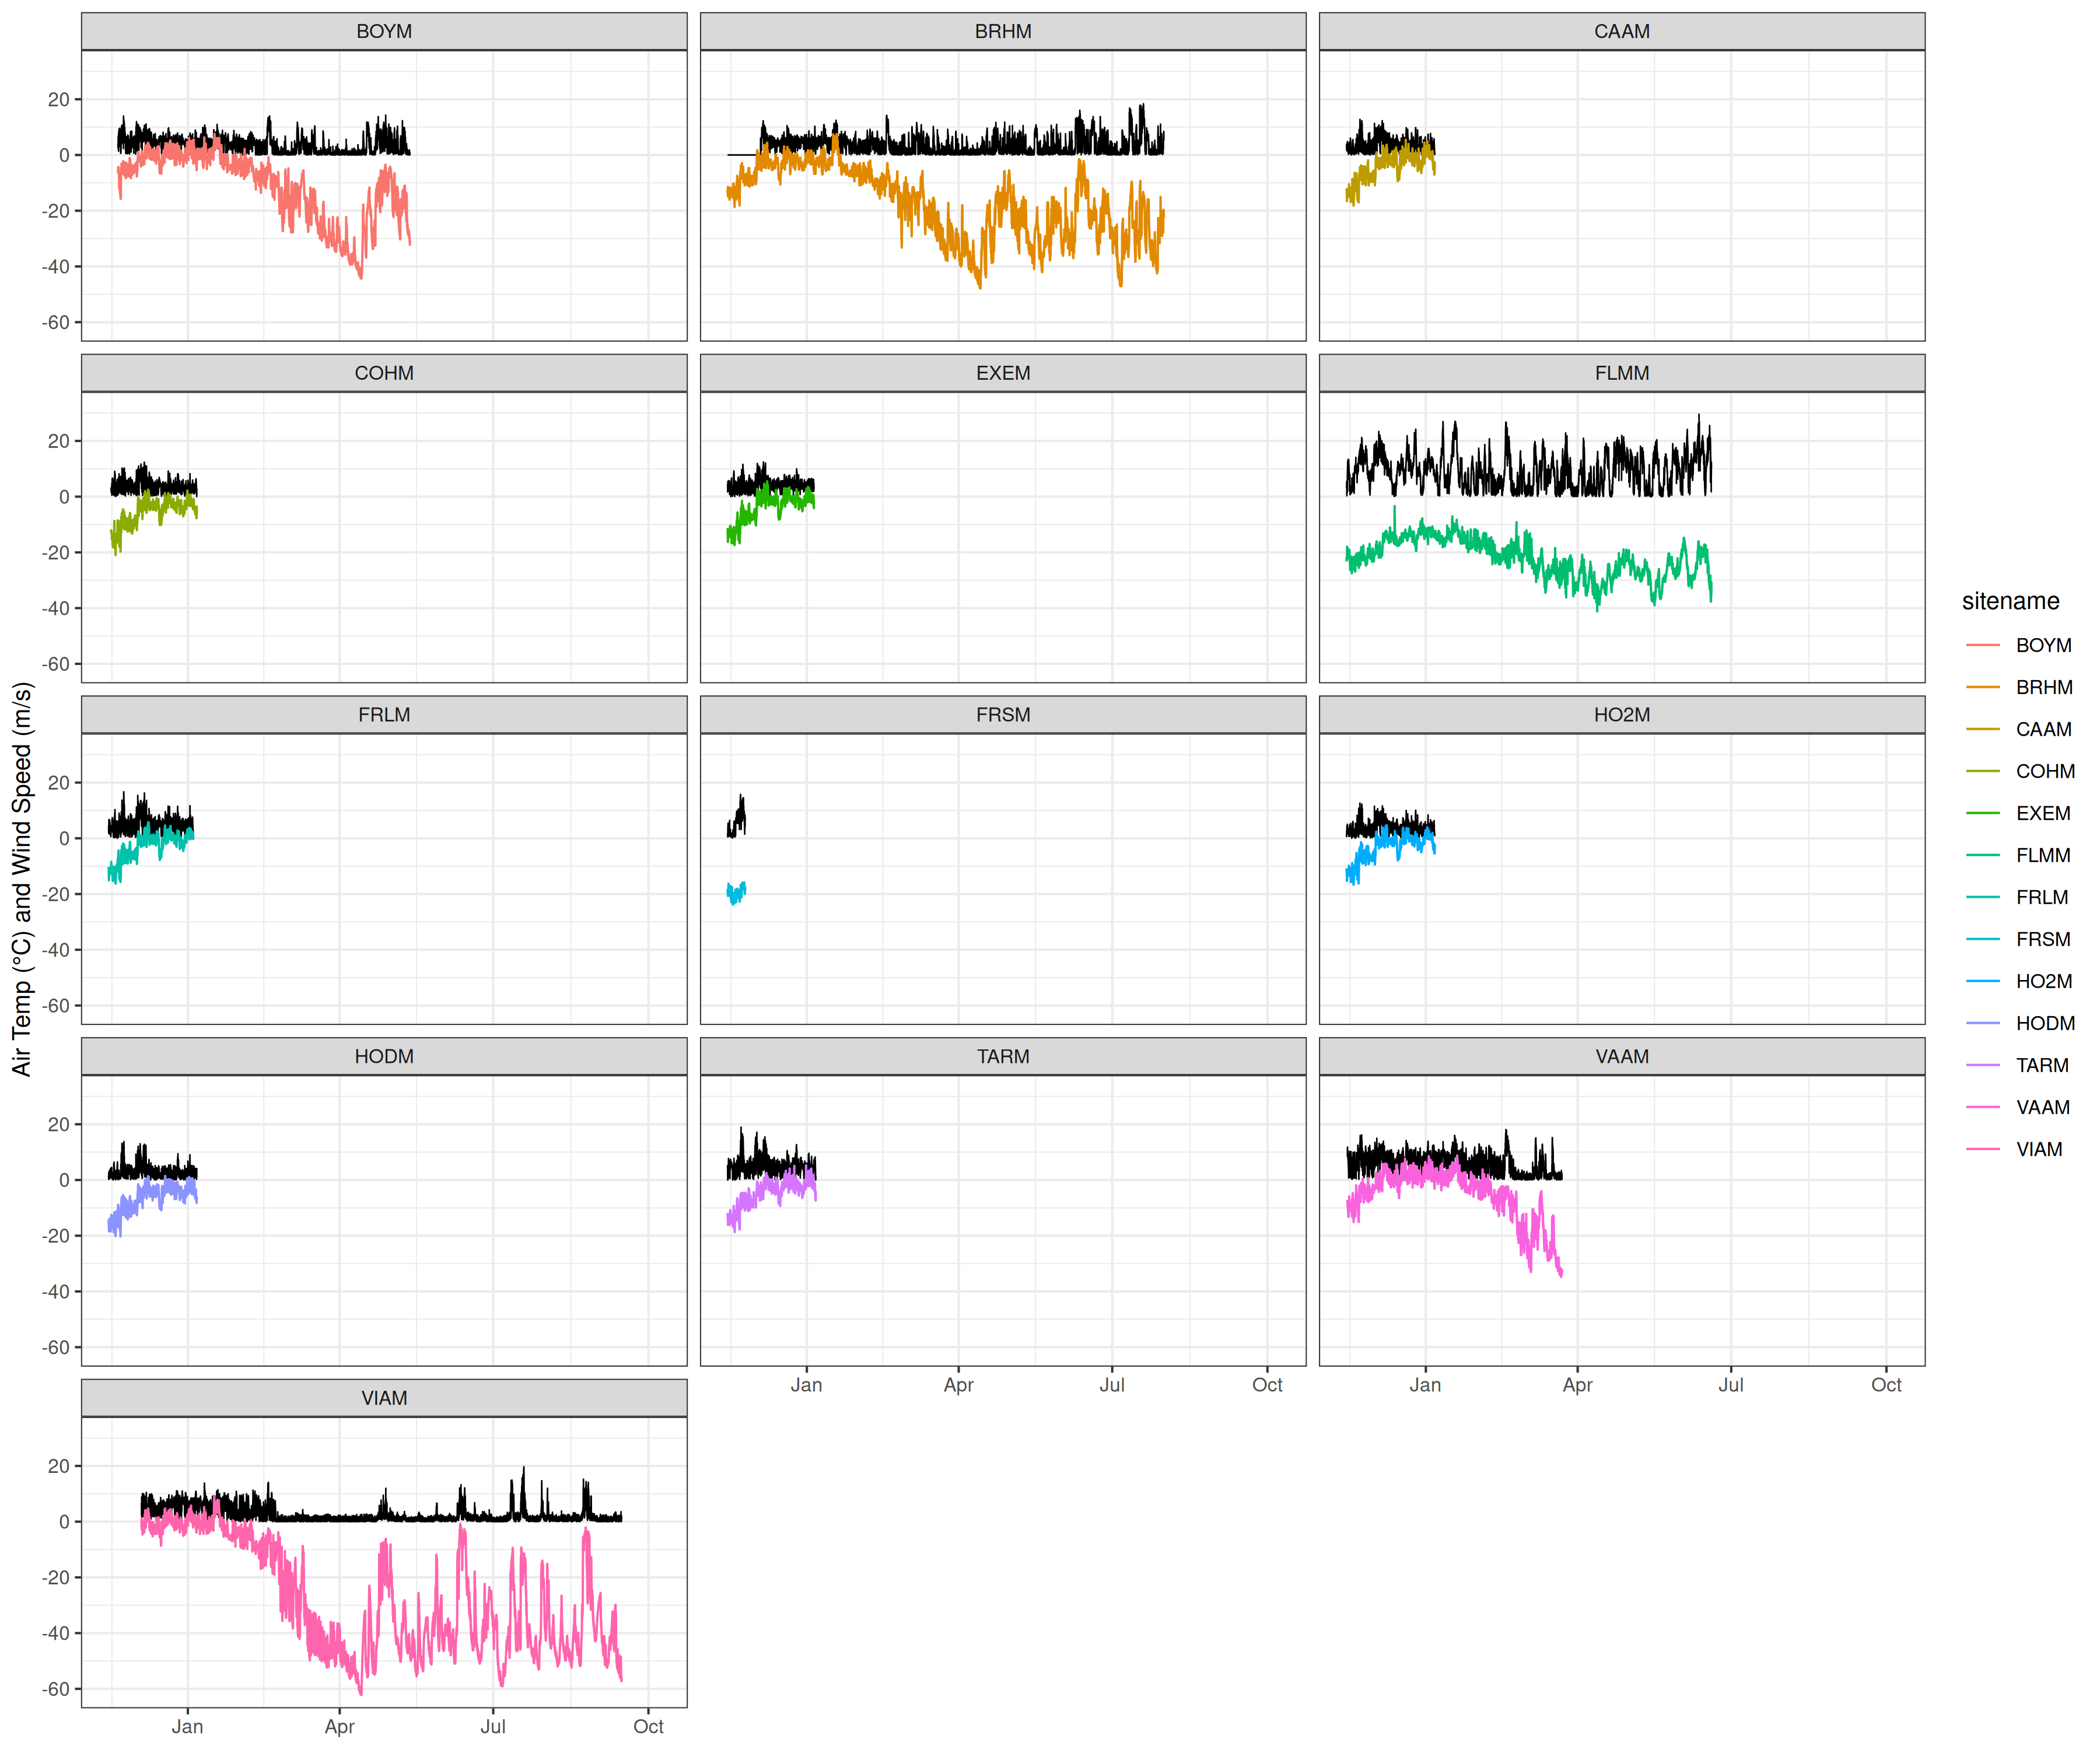 BOYM BRHM CAAM
20
0
-20
-40
-60
COHM EXEM FLMM
20
0
-20
-40
-60
FRLM FRSM HO2M
20
0
-20
-40
-60
HODM TARM VAAM
20
0
-20
-40
-60
Jan Apr Jul Oct Jan Apr Jul Oct
VIAM
20
0
-20
-40
-60
Jan Apr Jul Oct
Air Temp (°C) and Wind Speed (m/s)
sitename
BOYM
BRHM
CAAM
COHM
EXEM
FLMM
FRLM
FRSM
HO2M
HODM
TARM
VAAM
VIAM